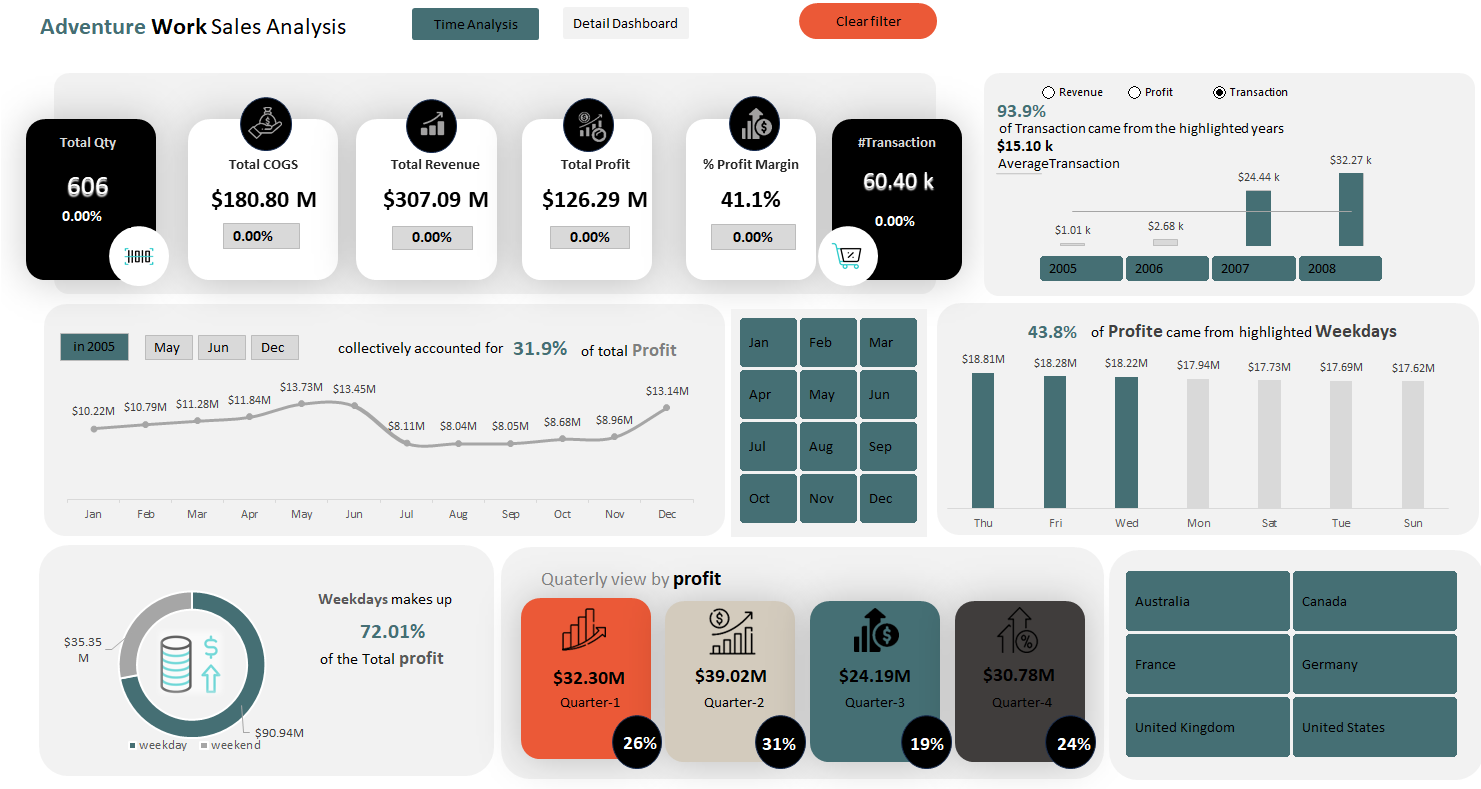 Adventure Work Sales Analysis
Time Analysis
Detail Dashboard
Clear filter
Total Qty
606
0.00%
Total COGS
$180.80 M
0.00%
Total Revenue
$307.09 M
0.00%
Total Profit
$126.29 M
0.00%
% Profit Margin
41.1%
0.00%
#Transaction
60.40 k
0.00%
Revenue Profit Transaction
93.9%
of Transaction came from the highlighted years
$15.10 k
AverageTransaction
$1.01 k $2.68 k $24.44 k $32.27 k
2005 2006 2007 2008
in 2005 May Jun Dec collectively accounted for 31.9% of total Profit
$10.22M $10.79M $11.28M $11.84M $13.73M $13.45M $8.11M $8.04M $8.05M $8.68M $8.96M $13.14M
Jan Feb Mar Apr May Jun Jul Aug Sep Oct Nov Dec
Jan Feb Mar
Apr May Jun
Jul Aug Sep
Oct Nov Dec
43.8% of Profite came from highlighted Weekdays
$18.81M $18.28M $18.22M $17.94M $17.73M $17.69M $17.62M
Thu Fri Wed Mon Sat Tue Sun
$35.35
M
$90.94M
weekday weekend
Weekdays makes up
72.01%
of the Total profit
Quaterly view by profit
$32.30M
Quarter-1
26%
$39.02M
Quarter-2
31%
$24.19M
Quarter-3
19%
$30.78M
Quarter-4
24%
Australia Canada
France Germany
United Kingdom United States